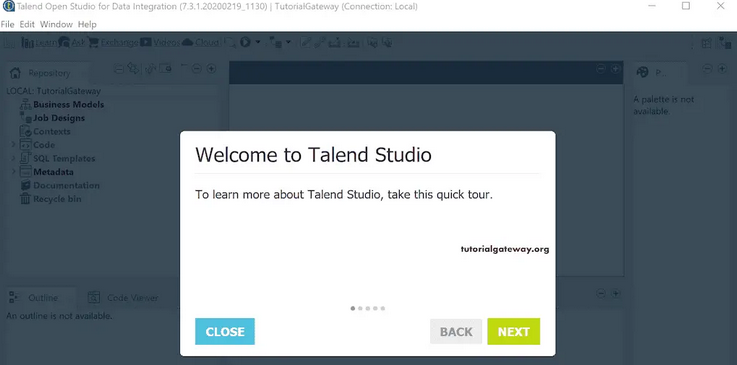 Talend Open Studio for Data Integration (7.3.1.20200219_1130) | TutorialGateway (Connection: Local)
File Edit Window Help
Learn Ask Exchange Videos Cloud
Repository
P...
LOCAL: TutorialGateway
A palette is not
available.
Business Models
Job Designs
Contexts
Code
SQL Templates
Metadata
Documentation
Recycle bin
Welcome to Talend Studio
To learn more about Talend Studio, take this quick tour.
tutorialgateway.org
Outline
Code Viewer
An outline is not available.
CLOSE
BACK
NEXT